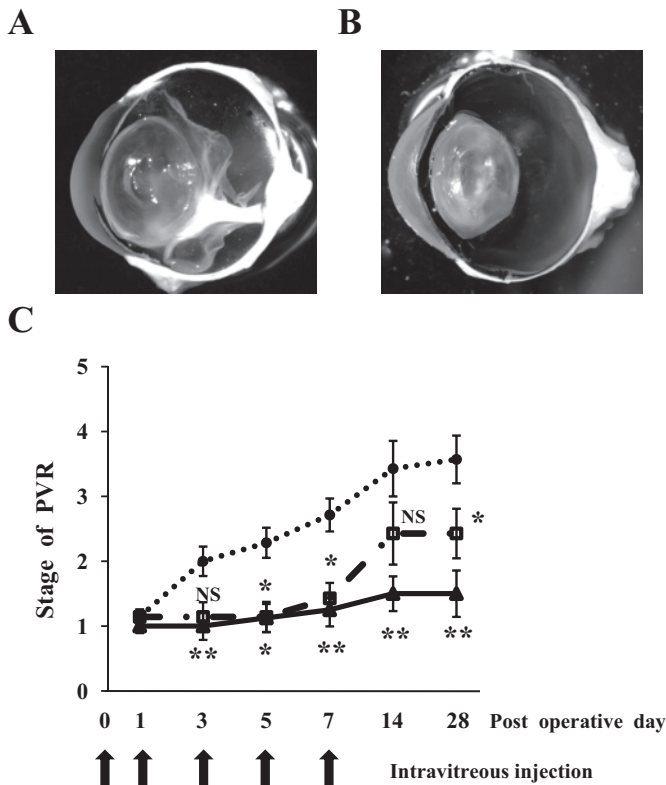 A
B
C
5
4
3
2
1
0
Stage of PVR
NS
NS
*
*
*
**
*
**
**
**
0 1 3 5 7 14 28 Post operative day
Intravitreous injection